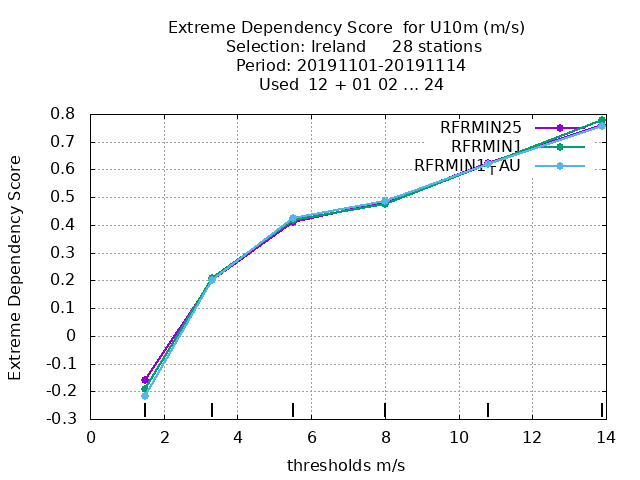 Extreme Dependency Score for U10m (m/s)
Selection: Ireland 28 stations
Period: 20191101-20191114
Used 12 + 01 02 ... 24
Extreme Dependency Score
0.8
0.7
0.6
0.5
0.4
0.3
0.2
0.1
0
-0.1
-0.2
-0.3
RFRMIN25
RFRMIN1
RFRMIN1TAU
0 2 4 6 8 10 12 14
thresholds m/s